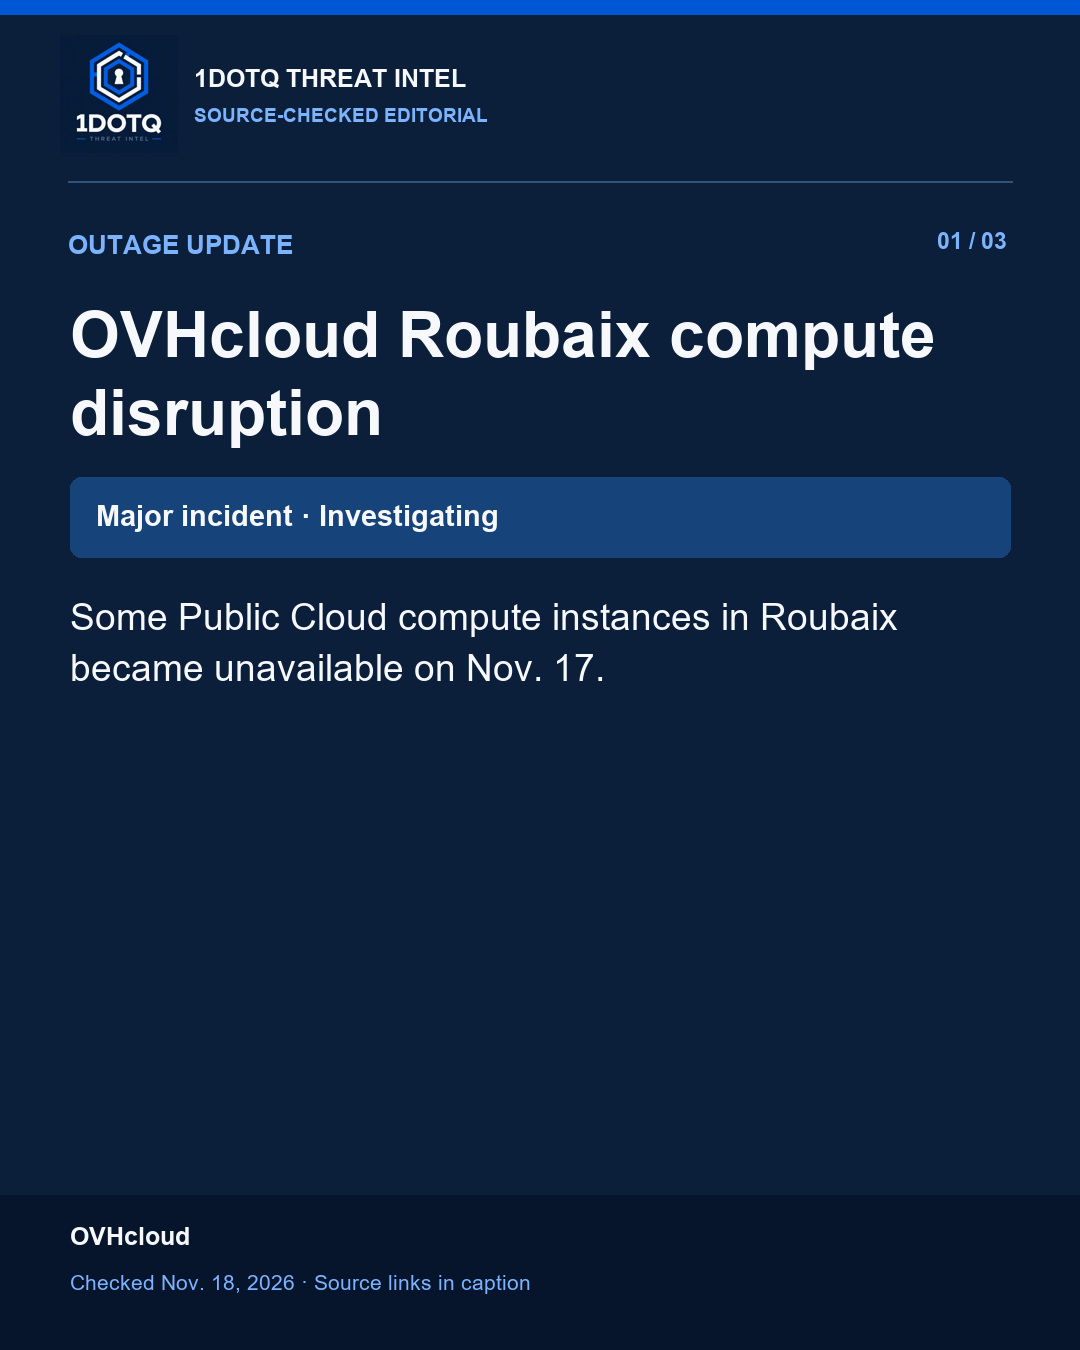 1DOTQ
THREAT INTEL
1DOTQ THREAT INTEL
SOURCE-CHECKED EDITORIAL
OUTAGE UPDATE
01 / 03
OVHcloud Roubaix compute
disruption
Major incident · Investigating
Some Public Cloud compute instances in Roubaix
became unavailable on Nov. 17.
OVHcloud
Checked Nov. 18, 2026 · Source links in caption